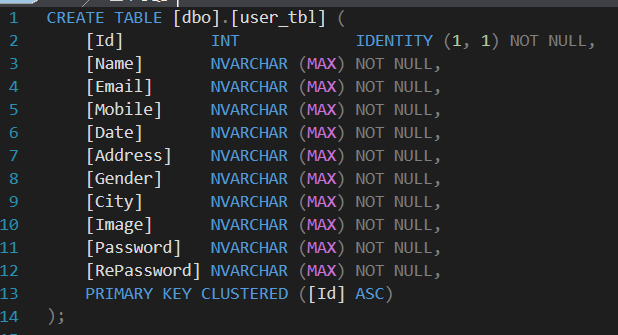 1 CREATE TABLE [dbo].[user_tbl] (
2 [Id] INT IDENTITY (1, 1) NOT NULL,
3 [Name] NVARCHAR (MAX) NOT NULL,
4 [Email] NVARCHAR (MAX) NOT NULL,
5 [Mobile] NVARCHAR (MAX) NOT NULL,
6 [Date] NVARCHAR (MAX) NOT NULL,
7 [Address] NVARCHAR (MAX) NOT NULL,
8 [Gender] NVARCHAR (MAX) NOT NULL,
9 [City] NVARCHAR (MAX) NOT NULL,
10 [Image] NVARCHAR (MAX) NOT NULL,
11 [Password] NVARCHAR (MAX) NOT NULL,
12 [RePassword] NVARCHAR (MAX) NOT NULL,
13 PRIMARY KEY CLUSTERED ([Id] ASC)
14 );